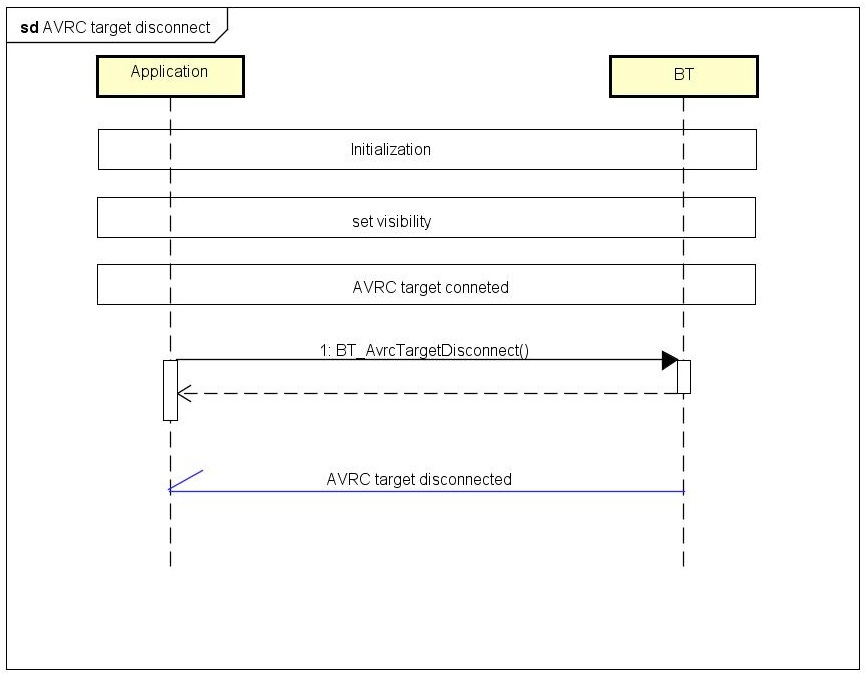 sd AVRC target disconnect
Application
BT
Initialization
set visibility
AVRC target conneted
1: BT_AvrcTargetDisconnect()
AVRC target disconnected